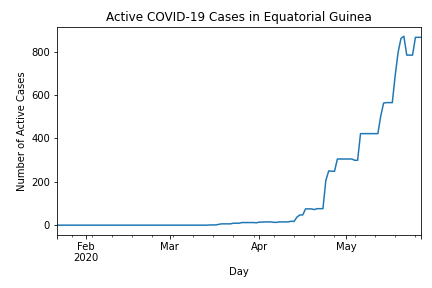 Active COVID-19 Cases in Equatorial Guinea
Number of Active Cases
800
600
400
200
0
Feb
2020
Mar
Apr
May
Day